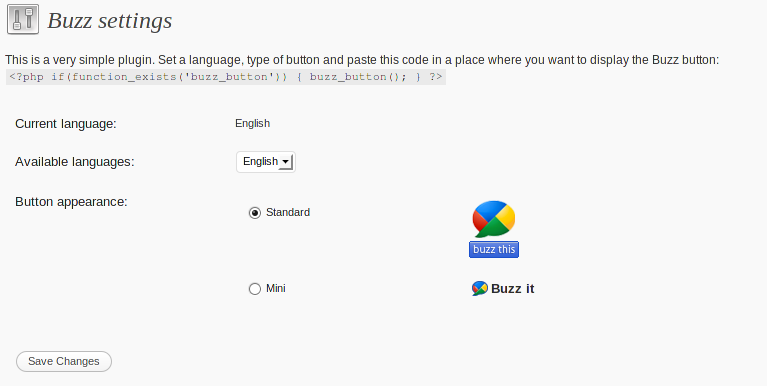 Buzz settings
This is a very simple plugin. Set a language, type of button and paste this code in a place where you want to display the Buzz button:
<?php if(function_exists('buzz_button')) { buzz_button(); } ?>
Current language: English
Available languages: English
Button appearance:
Standard
buzz this
Mini Buzz it
Save Changes